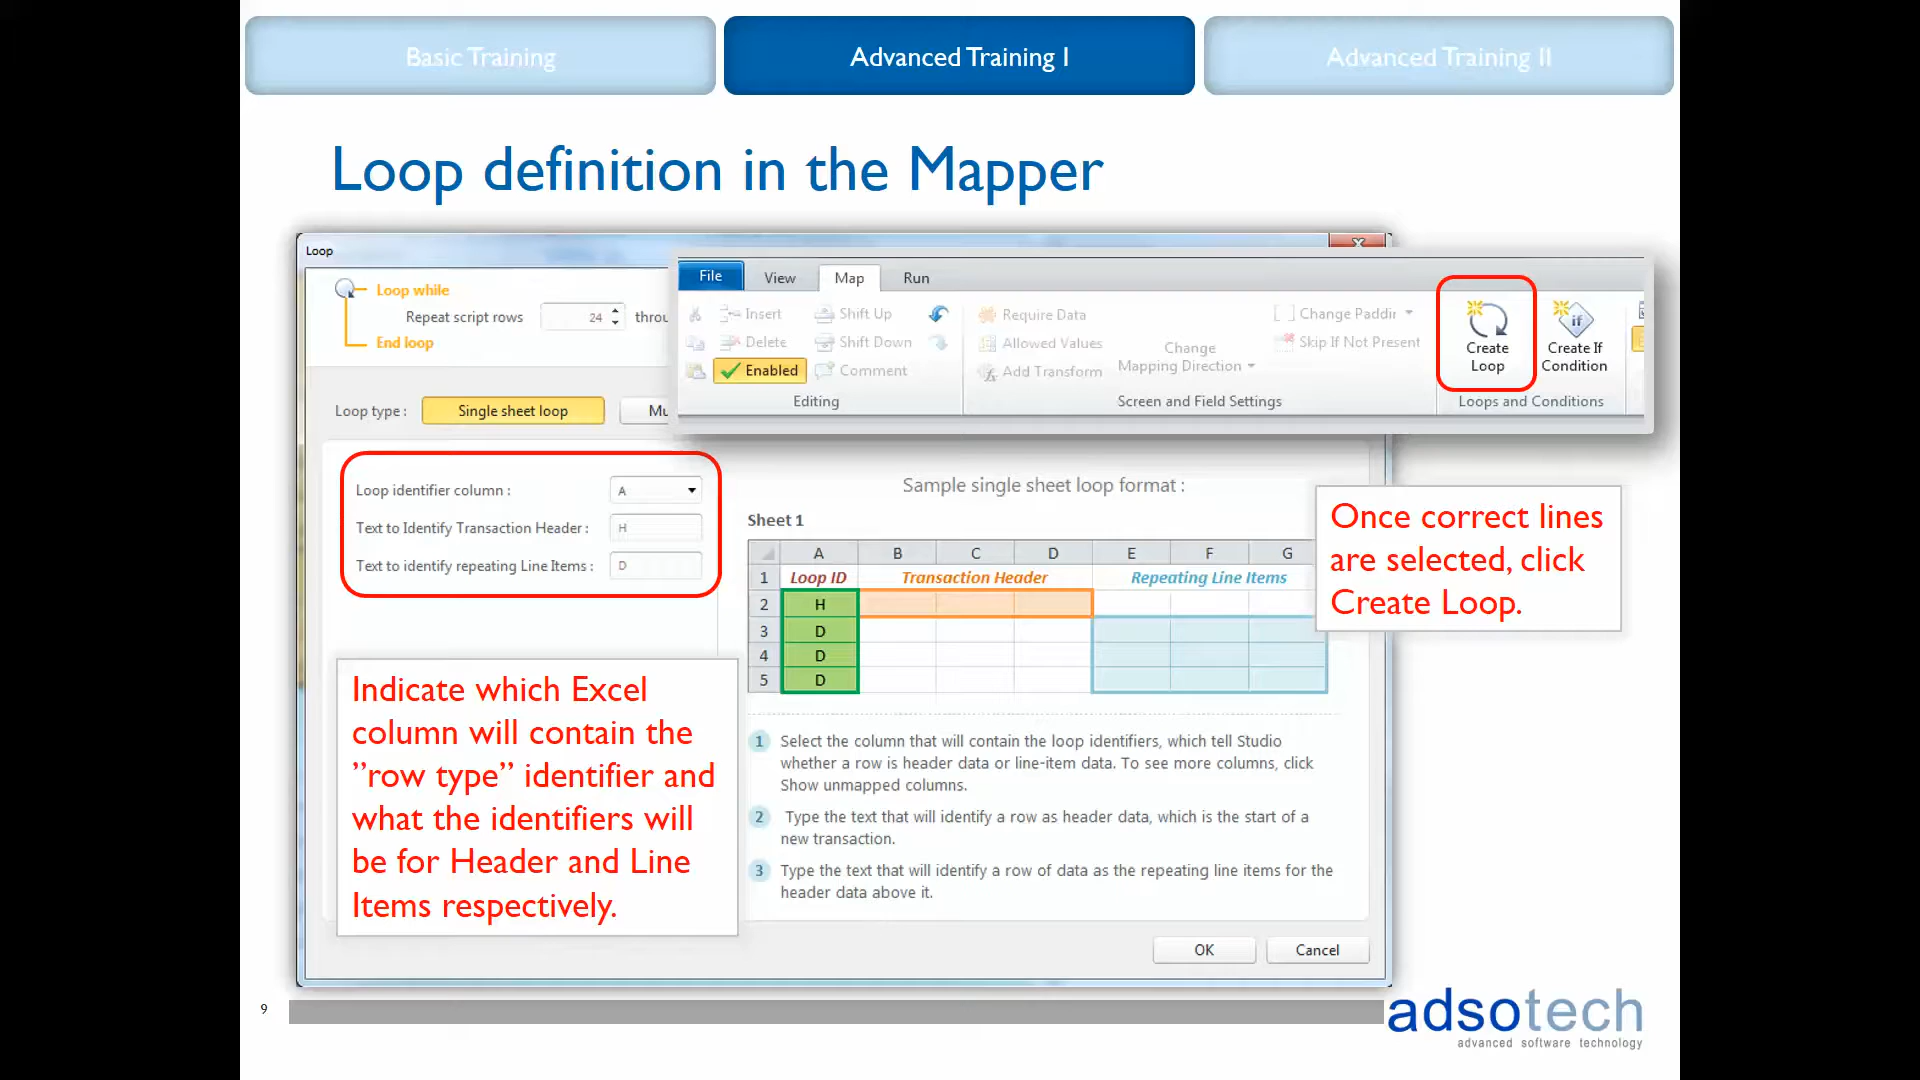 Basic Training
Advanced Training I
Advanced Training II
Loop definition in the Mapper
Loop
Loop while
Repeat script rows 24
End loop
File View Map Run
Insert Shift Up
Delete Shift Down
Enabled Comment
Editing
Require Data
Allowed Values
Add Transform
Change
Mapping Direction
Change Paddir
Skip If Not Present
Screen and Field Settings
Create
Loop
Create If
Condition
Loops and Conditions
Loop type : Single sheet loop
Loop identifier column : A
Text to Identify Transaction Header : H
Text to identify repeating Line Items : D
Sample single sheet loop format :
Sheet 1
A B C D E F G
1 Loop ID Transaction Header Repeating Line Items
2 H
3 D
4 D
5 D
Once correct lines
are selected, click
Create Loop.
Indicate which Excel
column will contain the
”row type” identifier and
what the identifiers will
be for Header and Line
Items respectively.
1 Select the column that will contain the loop identifiers, which tell Studio
whether a row is header data or line-item data. To see more columns, click
Show unmapped columns.
2 Type the text that will identify a row as header data, which is the start of a
new transaction.
3 Type the text that will identify a row of data as the repeating line items for the
header data above it.
OK Cancel
9
adsotech
advanced software technology